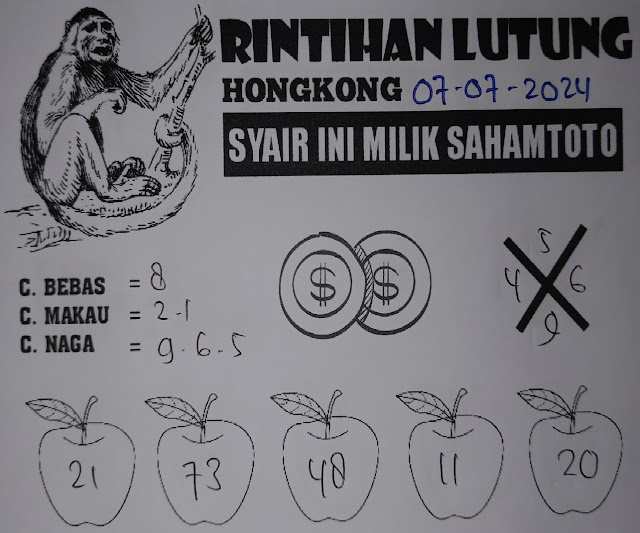 RINTIHAN LUTUNG
HONGKONG 07-07-2024
SYAIR INI MILIK SAHAMTOTO
C. BEBAS = 8
C. MAKAU = 2-1
C. NAGA = 9-6-5
$ $
5
4 6
9
21 73 48 11 20